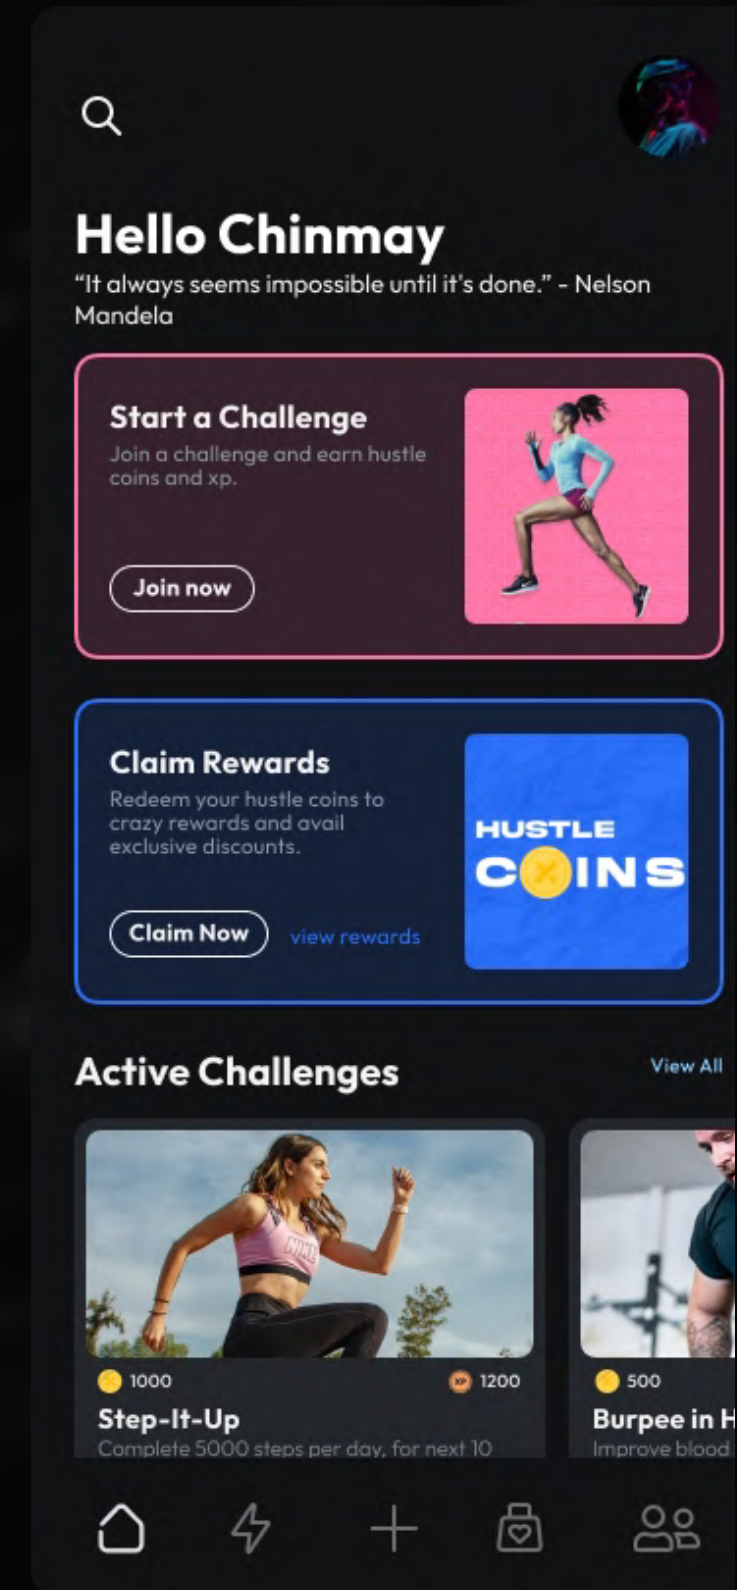 Hello Chinmay
“It always seems impossible until it's done.” - Nelson
Mandela
Start a Challenge
Join a challenge and earn hustle
coins and xp.
Join now
Claim Rewards
Redeem your hustle coins to
crazy rewards and avail
exclusive discounts.
HUSTLE
COINS
Claim Now view rewards
Active Challenges View All
NIKE
1000 XP 1200 500
Step-It-Up Burpee in H
Complete 5000 steps per day, for next 10 Improve blood